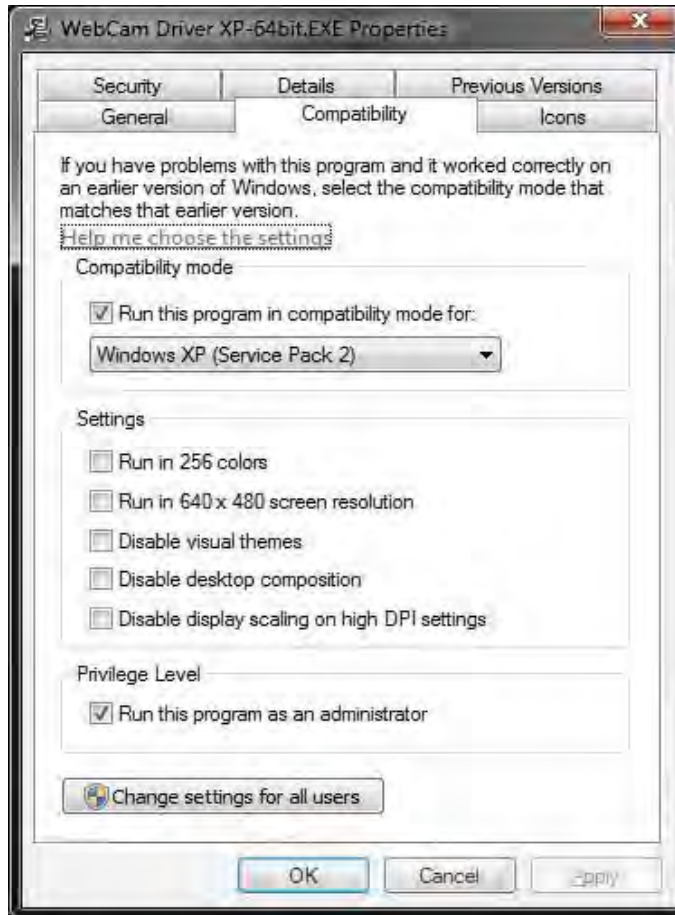 WebCam Driver XP-64bit.EXE Properties
Security Details Previous Versions
General Compatibility Icons
If you have problems with this program and it worked correctly on
an earlier version of Windows, select the compatibility mode that
matches that earlier version.
Help me choose the settings
Compatibility mode
Run this program in compatibility mode for:
Windows XP (Service Pack 2)
Settings
Run in 256 colors
Run in 640 x 480 screen resolution
Disable visual themes
Disable desktop composition
Disable display scaling on high DPI settings
Privilege Level
Run this program as an administrator
Change settings for all users
OK Cancel Apply